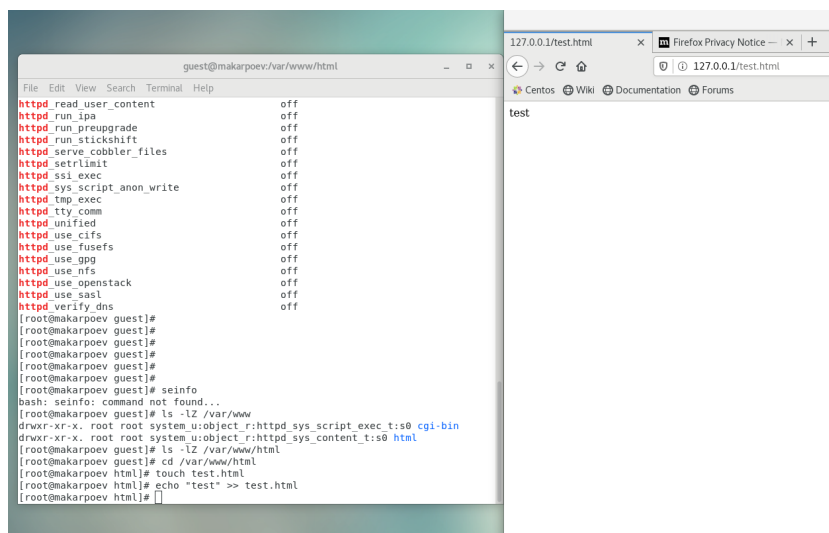 guest@makarpoev:/var/www/html
File Edit View Search Terminal Help
httpd_read_user_content off
httpd_run_ipa off
httpd_run_preupgrade off
httpd_run_stickshift off
httpd_serve_cobbler_files off
httpd_setrlimit off
httpd_ssi_exec off
httpd_sys_script_anon_write off
httpd_tmp_exec off
httpd_tty_comm off
httpd_unified off
httpd_use_cifs off
httpd_use_fusefs off
httpd_use_gpg off
httpd_use_nfs off
httpd_use_openstack off
httpd_use_sasl off
httpd_verify_dns off
[root@makarpoev guest]#
[root@makarpoev guest]#
[root@makarpoev guest]#
[root@makarpoev guest]#
[root@makarpoev guest]#
[root@makarpoev guest]#
[root@makarpoev guest]# seinfo
bash: seinfo: command not found...
[root@makarpoev guest]# ls -lZ /var/www
drwxr-xr-x. root root system_u:object_r:httpd_sys_script_exec_t:s0 cgi-bin
drwxr-xr-x. root root system_u:object_r:httpd_sys_content_t:s0 html
[root@makarpoev guest]# ls -lZ /var/www/html
[root@makarpoev guest]# cd /var/www/html
[root@makarpoev html]# touch test.html
[root@makarpoev html]# echo "test" >> test.html
[root@makarpoev html]#
127.0.0.1/test.html
m Firefox Privacy Notice —
127.0.0.1/test.html
Centos Wiki Documentation Forums
test